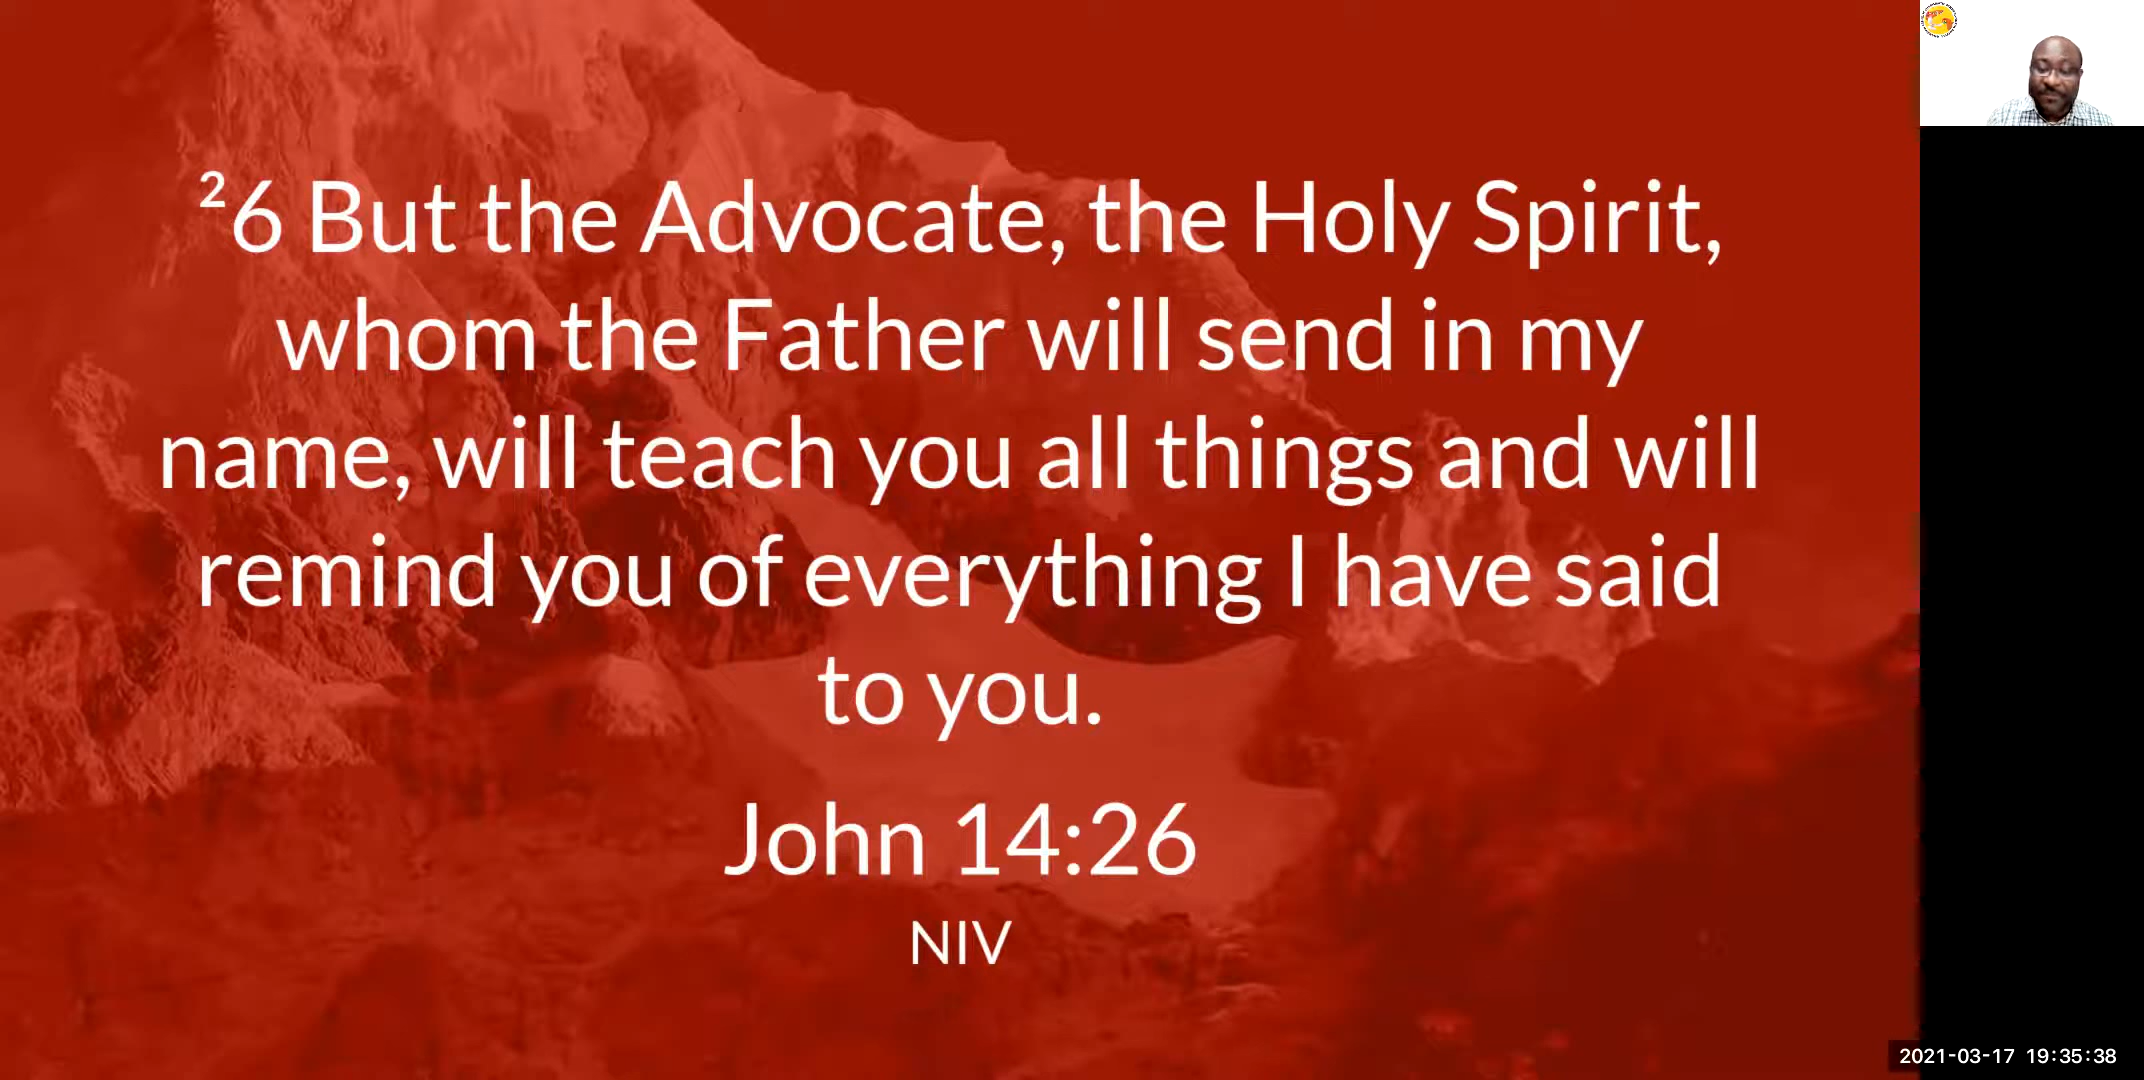 ²6 But the Advocate, the Holy Spirit,
whom the Father will send in my
name, will teach you all things and will
remind you of everything I have said
to you.
John 14:26
NIV
2021-03-17 19:35:38